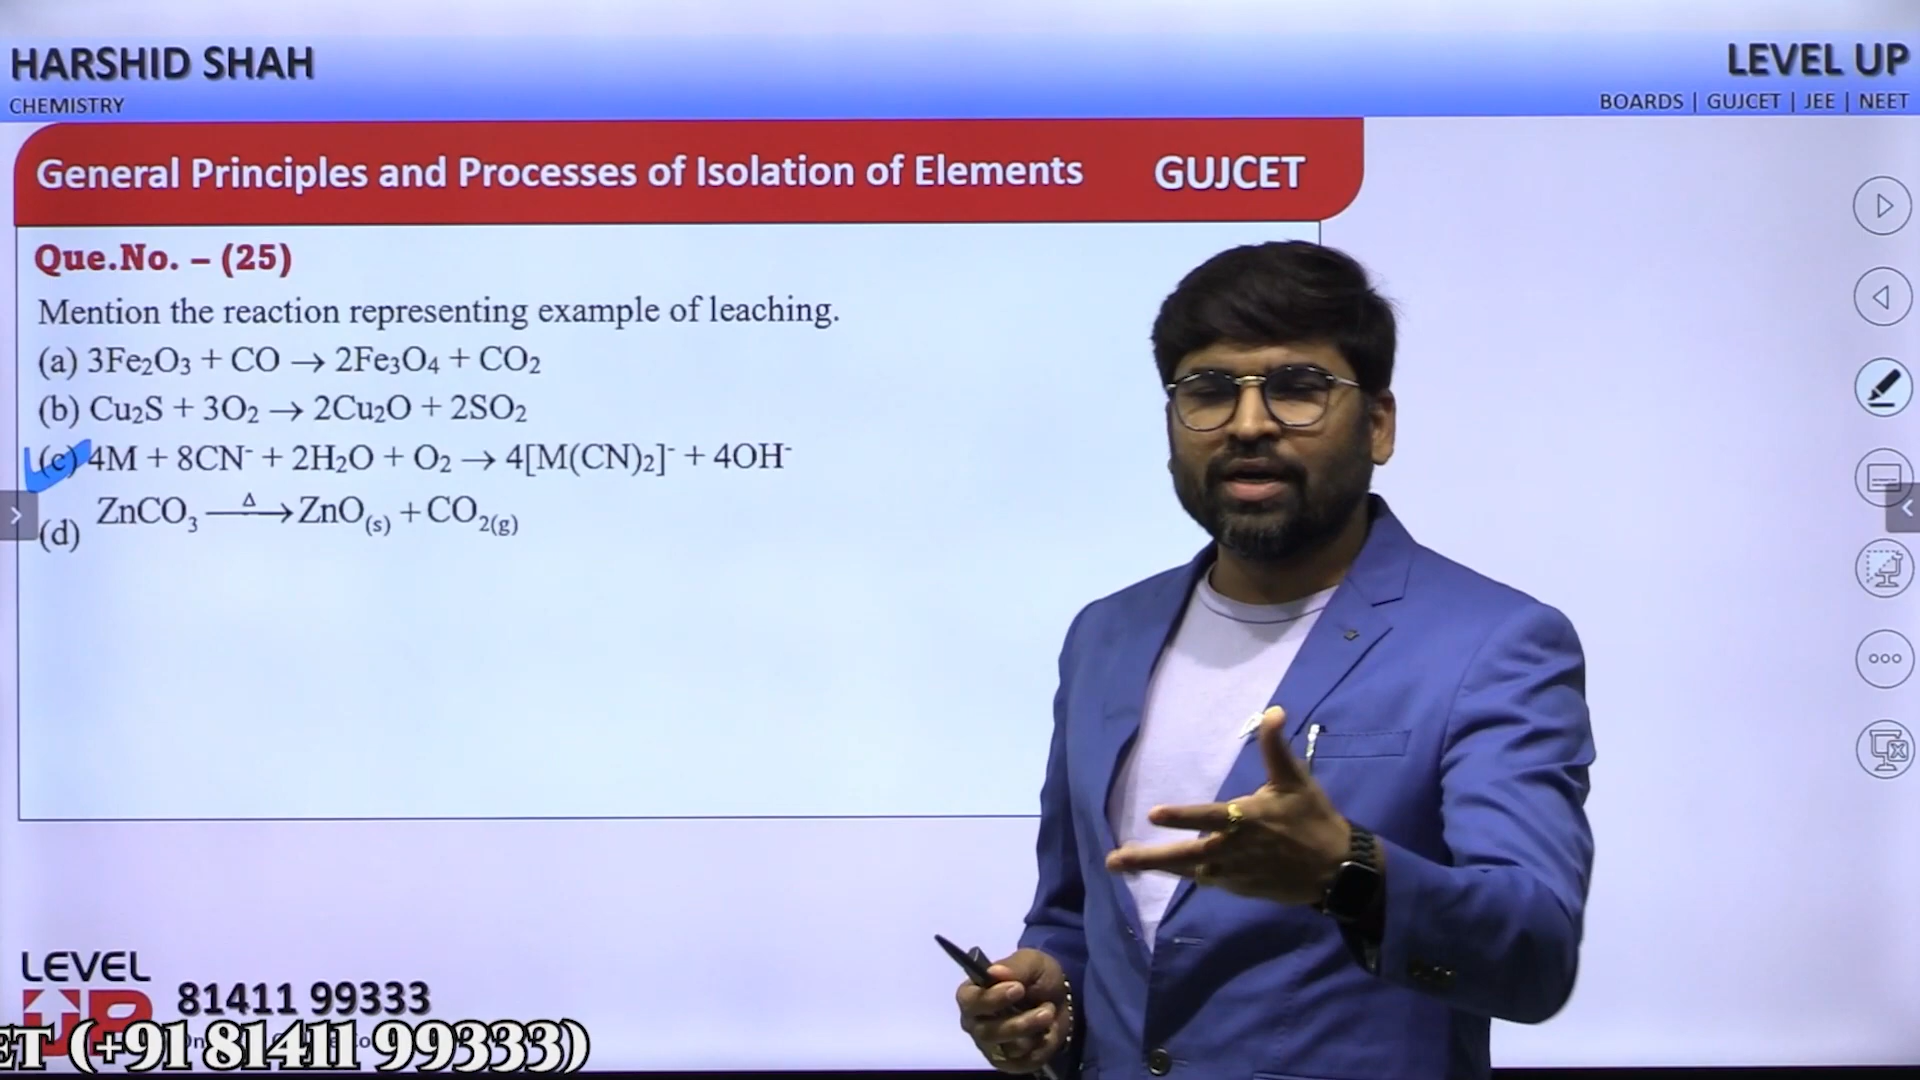 HARSHID SHAH
CHEMISTRY
LEVEL UP
BOARDS | GUJCET | JEE | NEET
General Principles and Processes of Isolation of Elements GUJCET
Que.No. – (25)
Mention the reaction representing example of leaching.
(a) 3Fe₂O₃ + CO → 2Fe₃O₄ + CO₂
(b) Cu₂S + 3O₂ → 2Cu₂O + 2SO₂
(c) 4M + 8CN⁻ + 2H₂O + O₂ → 4[M(CN)₂]⁻ + 4OH⁻
(d) ZnCO₃ —Δ→ ZnO(s) + CO₂(g)
LEVEL
UP
81411 99333
ET (+91 81411 99333)